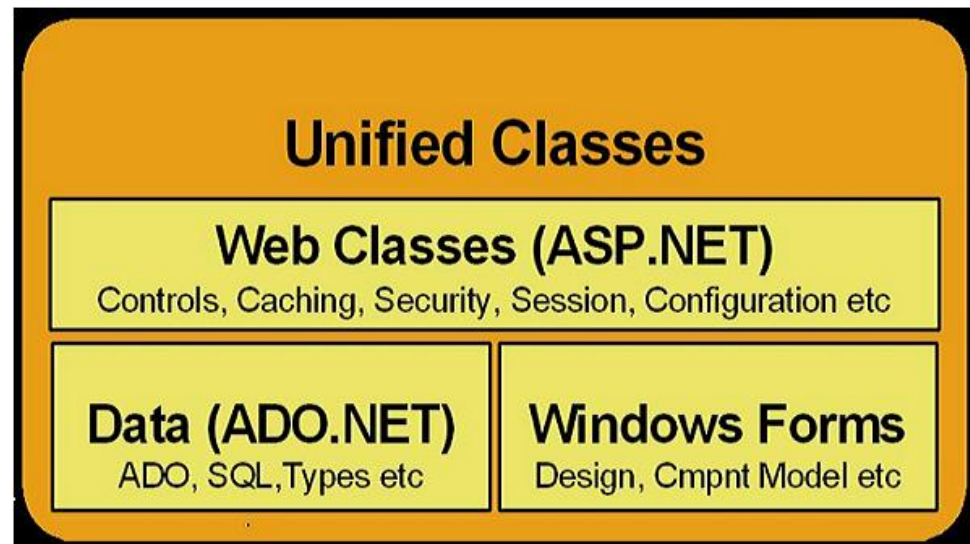 Unified Classes
Web Classes (ASP.NET)
Controls, Caching, Security, Session, Configuration etc
Data (ADO.NET)
ADO, SQL,Types etc
Windows Forms
Design, Cmpnt Model etc